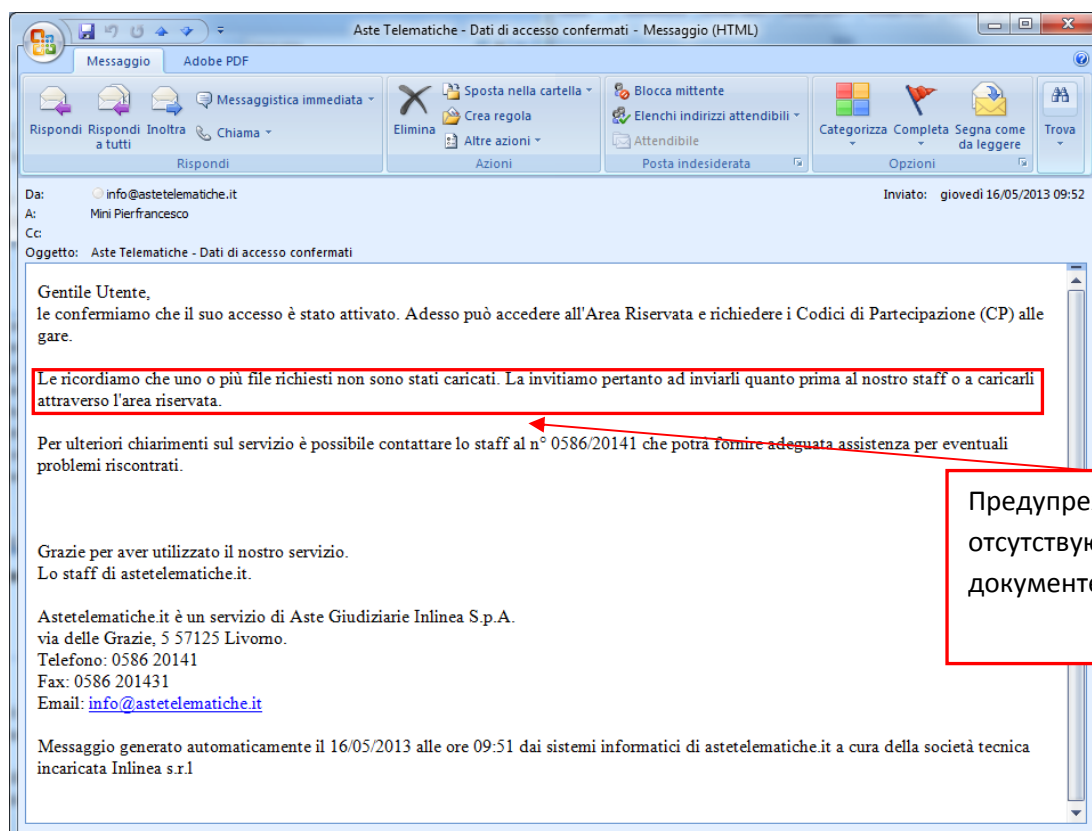 Aste Telematiche - Dati di accesso confermati - Messaggio (HTML)
Messaggio Adobe PDF
Rispondi Rispondi a tutti Inoltra Messaggistica immediata
Chiama
Rispondi
Elimina Sposta nella cartella
Crea regola
Altre azioni
Azioni
Blocca mittente
Elenchi indirizzi attendibili
Attendibile
Posta indesiderata
Categorizza Completa Segna come da leggere
Opzioni
Trova
Da: info@astetelematiche.it Inviato: giovedì 16/05/2013 09:52
A: Mini Pierfrancesco
Cc:
Oggetto: Aste Telematiche - Dati di accesso confermati
Gentile Utente,
le confermiamo che il suo accesso è stato attivato. Adesso può accedere all'Area Riservata e richiedere i Codici di Partecipazione (CP) alle
gare.
Le ricordiamo che uno o più file richiesti non sono stati caricati. La invitiamo pertanto ad inviarli quanto prima al nostro staff o a caricarli
attraverso l'area riservata.
Per ulteriori chiarimenti sul servizio è possibile contattare lo staff al n° 0586/20141 che potrà fornire adeguata assistenza per eventuali
problemi riscontrati.
Предупре
отсутствую
документо
Grazie per aver utilizzato il nostro servizio.
Lo staff di astetelematiche.it.
Astetelematiche.it è un servizio di Aste Giudiziarie Inlinea S.p.A.
via delle Grazie, 5 57125 Livorno.
Telefono: 0586 20141
Fax: 0586 201431
Email: info@astetelematiche.it
Messaggio generato automaticamente il 16/05/2013 alle ore 09:51 dai sistemi informatici di astetelematiche.it a cura della società tecnica
incaricata Inlinea s.r.l